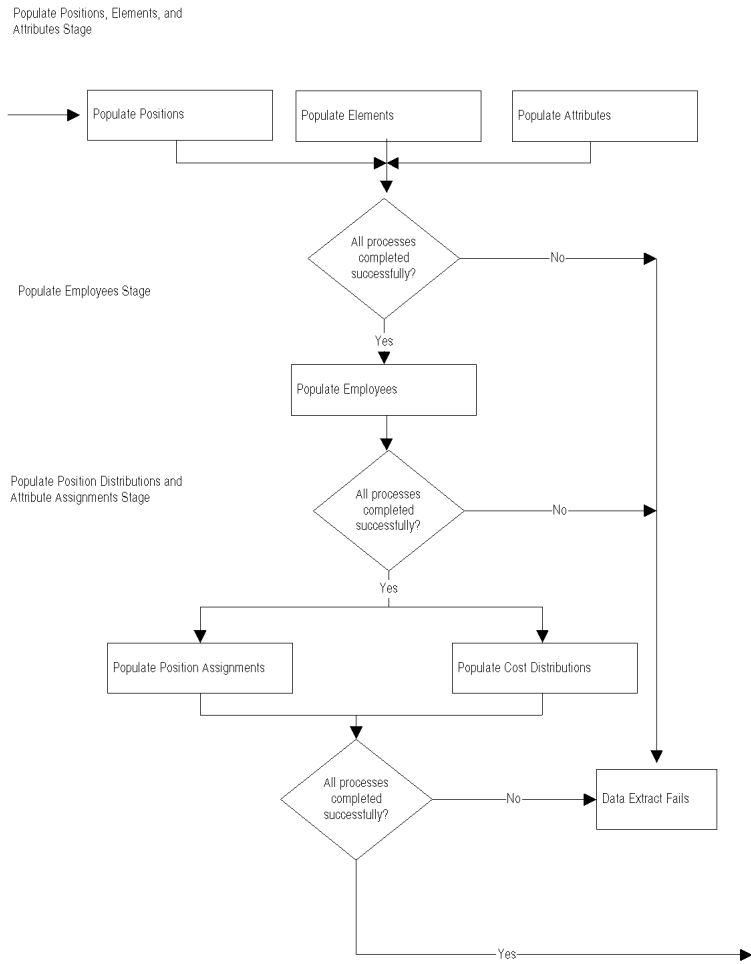 Populate Positions, Elements, and
Attributes Stage
Populate Positions
Populate Elements
Populate Attributes
All processes
completed
successfully?
No
Populate Employees Stage
Yes
Populate Employees
Populate Position Distributions and
Attribute Assignments Stage
All processes
completed
successfully?
No
Yes
Populate Position Assignments
Populate Cost Distributions
All processes
completed
successfully?
No
Data Extract Fails
Yes